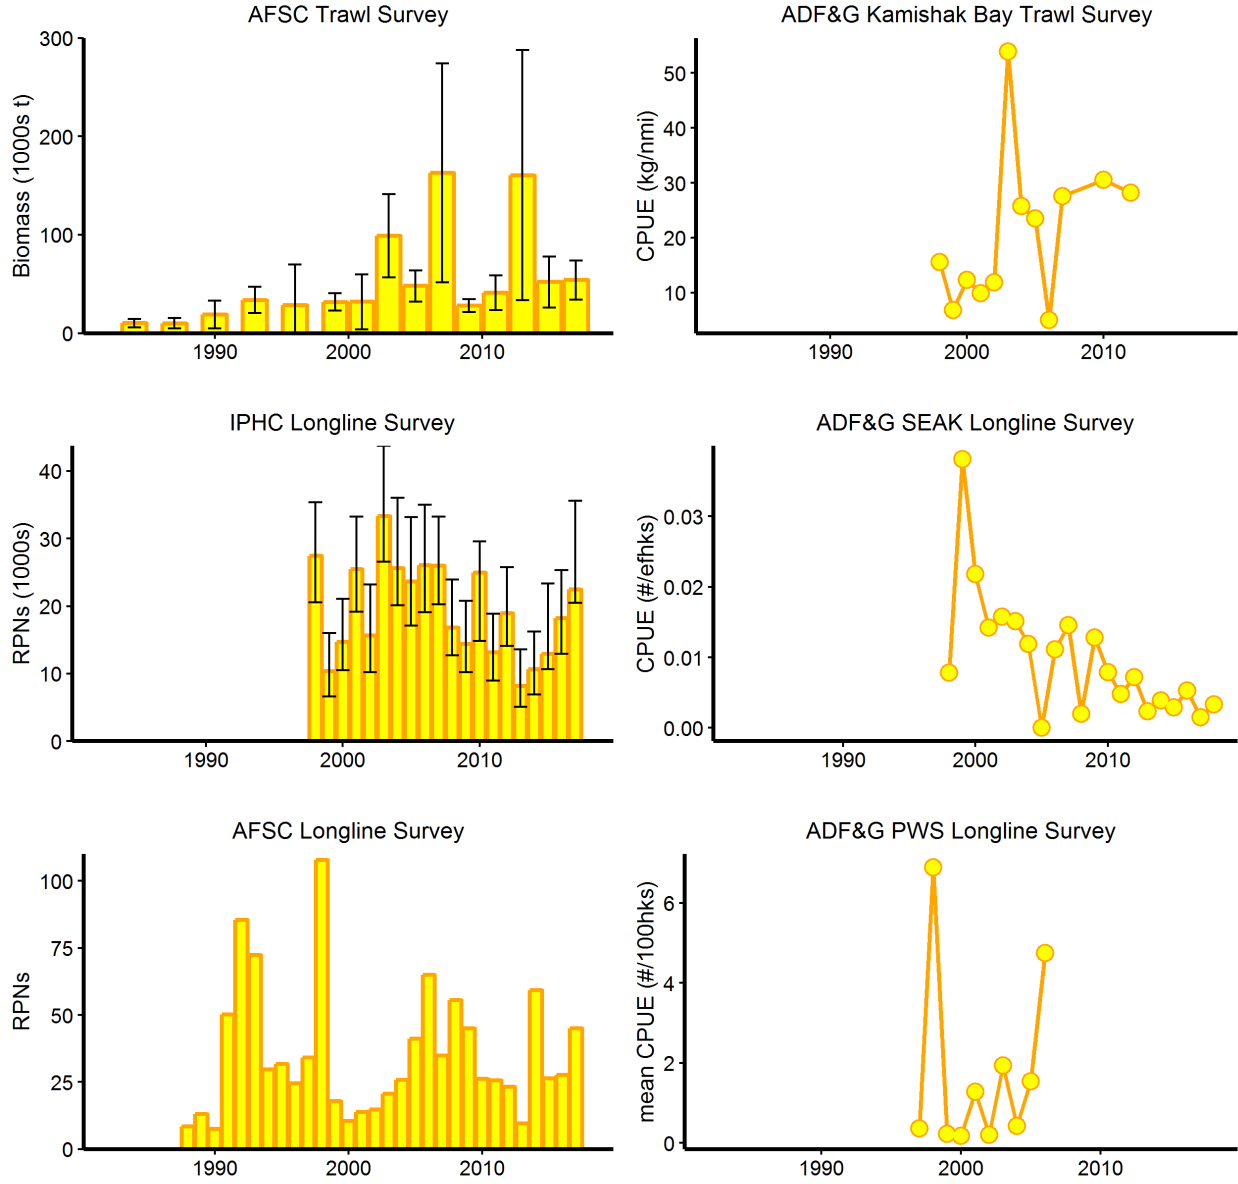 AFSC Trawl Survey
Biomass (1000s t)
300
200
100
0
1990 2000 2010
ADF&G Kamishak Bay Trawl Survey
CPUE (kg/nmi)
50
40
30
20
10
1990 2000 2010
IPHC Longline Survey
RPNs (1000s)
40
30
20
10
0
1990 2000 2010
ADF&G SEAK Longline Survey
CPUE (#/efhks)
0.03
0.02
0.01
0.00
1990 2000 2010
AFSC Longline Survey
RPNs
100
75
50
25
0
1990 2000 2010
ADF&G PWS Longline Survey
mean CPUE (#/100hks)
6
4
2
0
1990 2000 2010